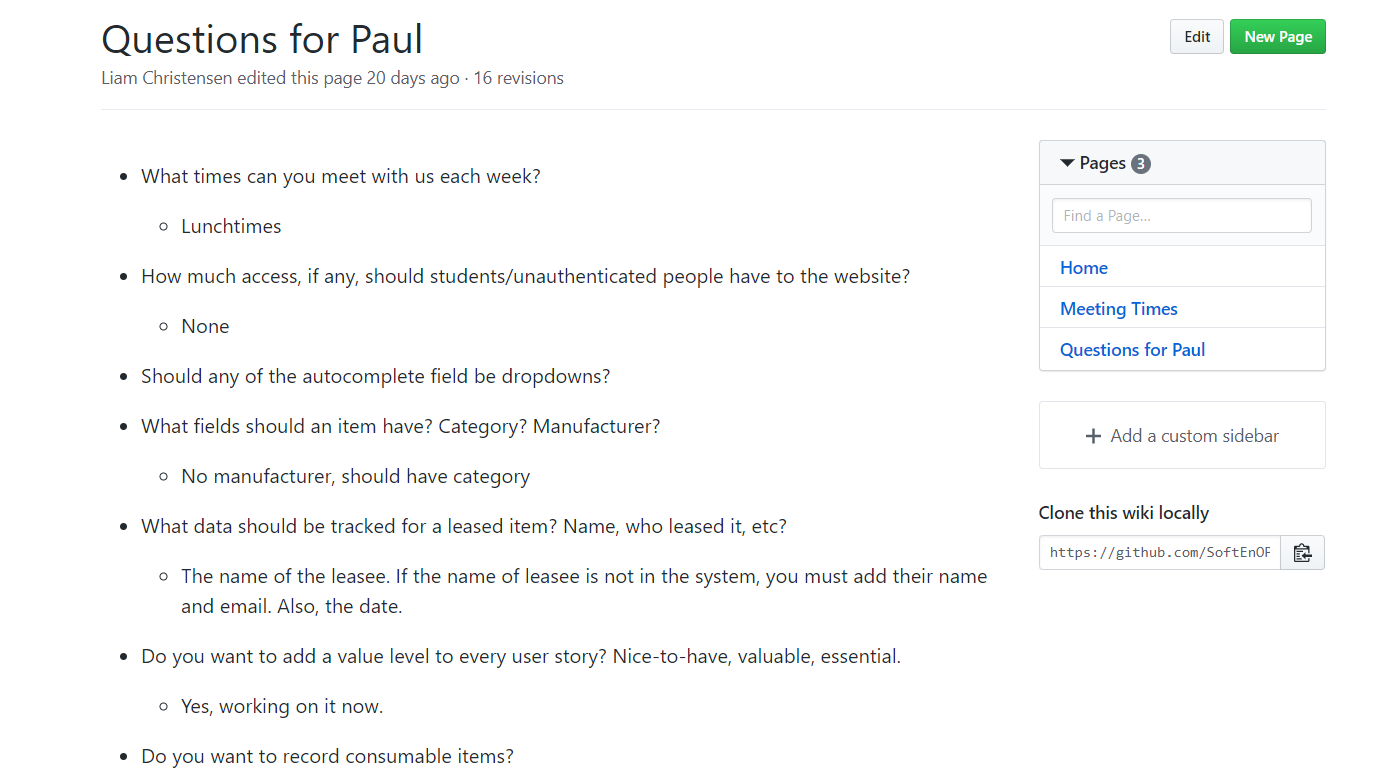 Questions for Paul
Edit
New Page
Liam Christensen edited this page 20 days ago · 16 revisions
What times can you meet with us each week?
Lunchtimes
How much access, if any, should students/unauthenticated people have to the website?
None
Should any of the autocomplete field be dropdowns?
What fields should an item have? Category? Manufacturer?
No manufacturer, should have category
What data should be tracked for a leased item? Name, who leased it, etc?
The name of the leasee. If the name of leasee is not in the system, you must add their name
and email. Also, the date.
Do you want to add a value level to every user story? Nice-to-have, valuable, essential.
Yes, working on it now.
Do you want to record consumable items?
Pages 3
Find a Page...
Home
Meeting Times
Questions for Paul
Add a custom sidebar
Clone this wiki locally
https://github.com/SoftEnOF